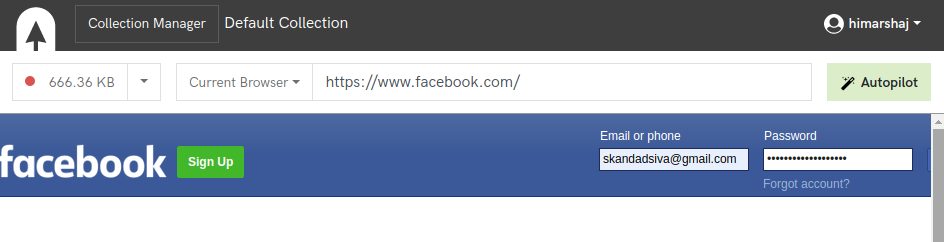 Collection Manager Default Collection himarshaj
666.36 KB Current Browser https://www.facebook.com/ Autopilot
Email or phone Password
facebook Sign Up skandadsiva@gmail.com •••••••••••••••••••
Forgot account?